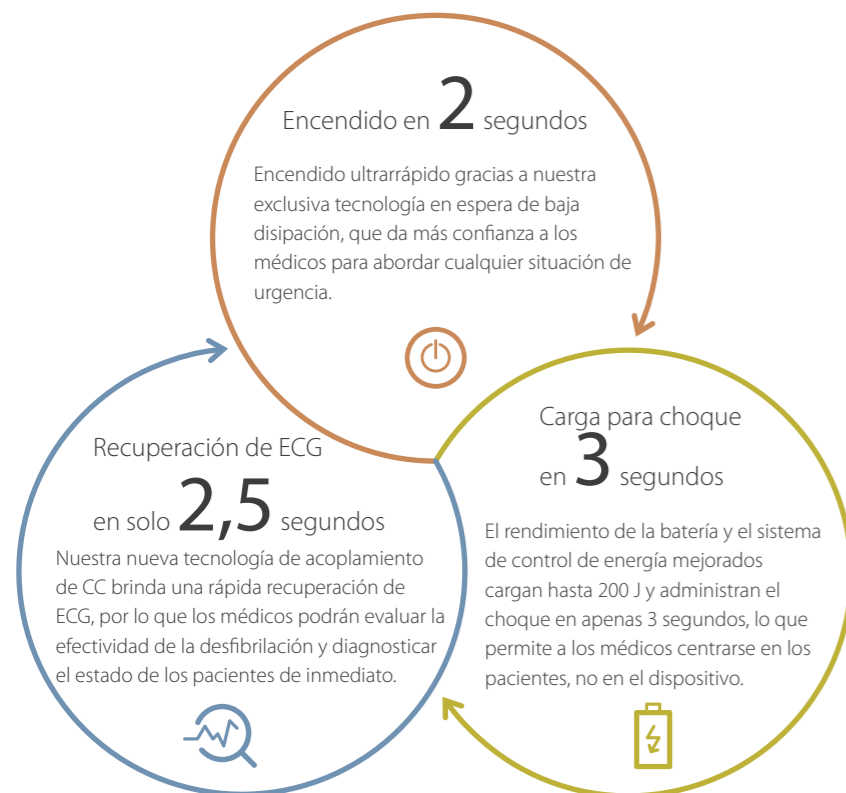 Encendido en 2 segundos
Encendido ultrarrápido gracias a nuestra
exclusiva tecnología en espera de baja
disipación, que da más confianza a los
médicos para abordar cualquier situación de
urgencia.
Carga para choque
en 3 segundos
El rendimiento de la batería y el sistema
de control de energía mejorados
cargan hasta 200 J y administran el
choque en apenas 3 segundos, lo que
permite a los médicos centrarse en los
pacientes, no en el dispositivo.
Recuperación de ECG
en solo 2,5 segundos
Nuestra nueva tecnología de acoplamiento
de CC brinda una rápida recuperación de
ECG, por lo que los médicos podrán evaluar la
efectividad de la desfibrilación y diagnosticar
el estado de los pacientes de inmediato.